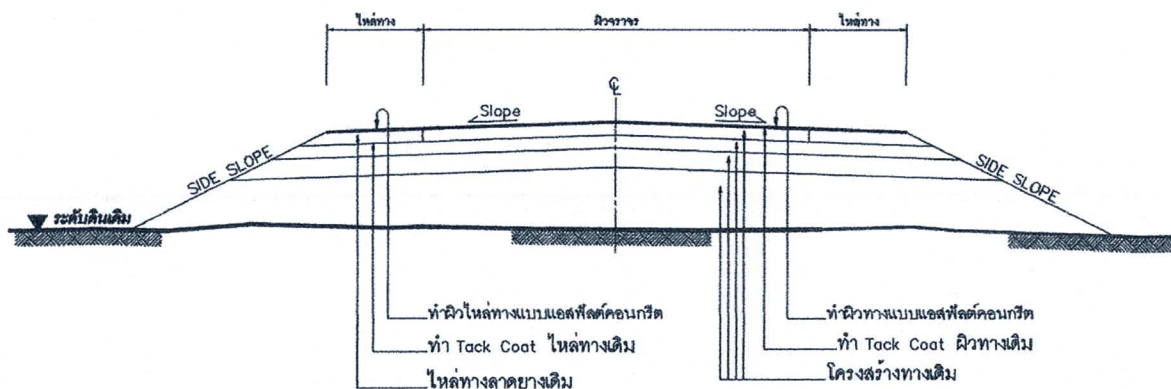 ไหล่ทาง ผิวจราจร ไหล่ทาง
℄
Slope Slope
SIDE SLOPE SIDE SLOPE
ระดับดินเดิม
ทำผิวไหล่ทางแบบแอสฟัลต์คอนกรีต ทำผิวทางแบบแอสฟัลต์คอนกรีต
ทำ Tack Coat ไหล่ทางเดิม ทำ Tack Coat ผิวทางเดิม
ไหล่ทางลาดยางเดิม โครงสร้างทางเดิม